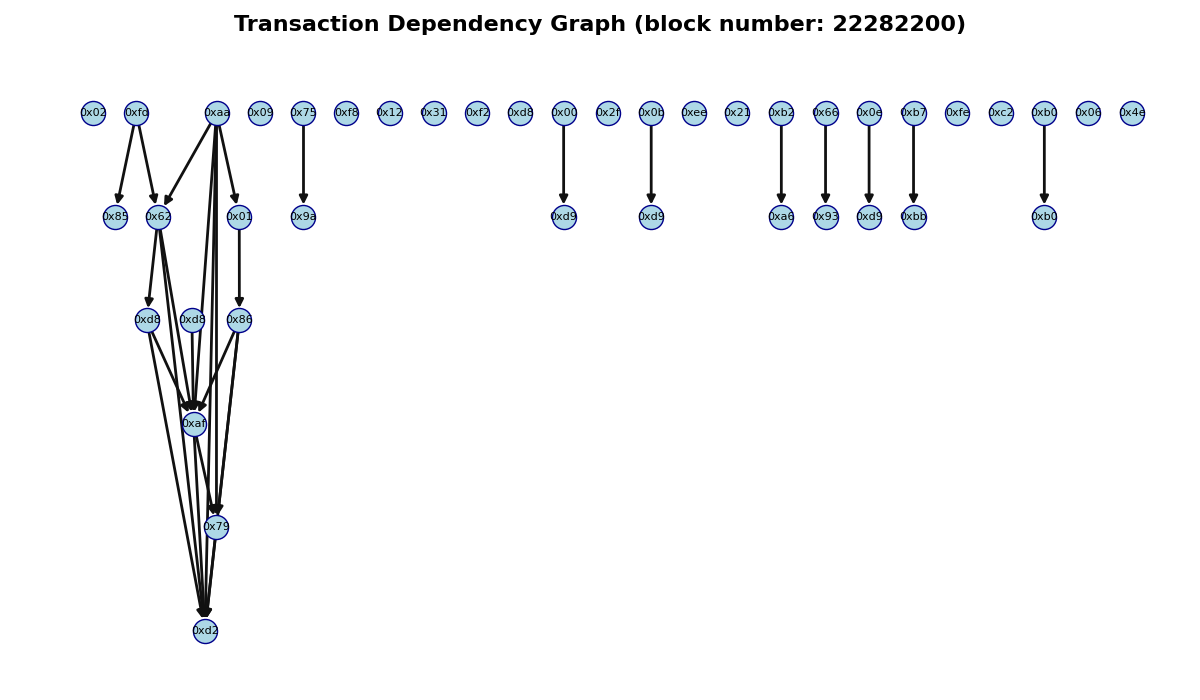 Transaction Dependency Graph (block number: 22282200)
0x02 0xfd 0xaa 0x09 0x75 0xf8 0x12 0x31 0xf2 0xd8 0x00 0x2f 0x0b 0xee 0x21 0xb2 0x66 0x0e 0xb7 0xfe 0xc2 0xb0 0x06 0x4e
0x85 0x62 0x01 0x9a 0xd9 0xd9 0xa6 0x93 0xd9 0xbb 0xb0
0xd8 0xd8 0x86
0xaf
0x79
0xd2